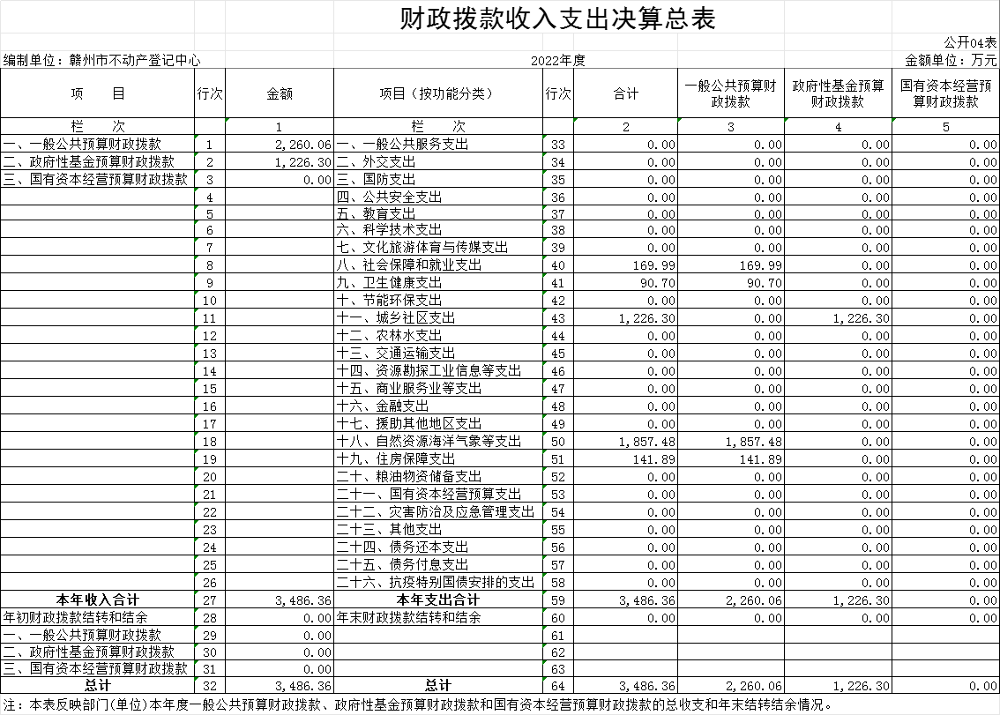 财政拨款收入支出决算总表
公开04表
编制单位：赣州市不动产登记中心 2022年度 金额单位：万元
项　　目 行次 金额 项目（按功能分类） 行次 合计 一般公共预算财政拨款 政府性基金预算财政拨款 国有资本经营预算财政拨款
栏　　次 1 栏　　次 2 3 4 5
一、一般公共预算财政拨款 1 2,260.06 一、一般公共服务支出 33 0.00 0.00 0.00 0.00
二、政府性基金预算财政拨款 2 1,226.30 二、外交支出 34 0.00 0.00 0.00 0.00
三、国有资本经营预算财政拨款 3 0.00 三、国防支出 35 0.00 0.00 0.00 0.00
4 四、公共安全支出 36 0.00 0.00 0.00 0.00
5 五、教育支出 37 0.00 0.00 0.00 0.00
6 六、科学技术支出 38 0.00 0.00 0.00 0.00
7 七、文化旅游体育与传媒支出 39 0.00 0.00 0.00 0.00
8 八、社会保障和就业支出 40 169.99 169.99 0.00 0.00
9 九、卫生健康支出 41 90.70 90.70 0.00 0.00
10 十、节能环保支出 42 0.00 0.00 0.00 0.00
11 十一、城乡社区支出 43 1,226.30 0.00 1,226.30 0.00
12 十二、农林水支出 44 0.00 0.00 0.00 0.00
13 十三、交通运输支出 45 0.00 0.00 0.00 0.00
14 十四、资源勘探工业信息等支出 46 0.00 0.00 0.00 0.00
15 十五、商业服务业等支出 47 0.00 0.00 0.00 0.00
16 十六、金融支出 48 0.00 0.00 0.00 0.00
17 十七、援助其他地区支出 49 0.00 0.00 0.00 0.00
18 十八、自然资源海洋气象等支出 50 1,857.48 1,857.48 0.00 0.00
19 十九、住房保障支出 51 141.89 141.89 0.00 0.00
20 二十、粮油物资储备支出 52 0.00 0.00 0.00 0.00
21 二十一、国有资本经营预算支出 53 0.00 0.00 0.00 0.00
22 二十二、灾害防治及应急管理支出 54 0.00 0.00 0.00 0.00
23 二十三、其他支出 55 0.00 0.00 0.00 0.00
24 二十四、债务还本支出 56 0.00 0.00 0.00 0.00
25 二十五、债务付息支出 57 0.00 0.00 0.00 0.00
26 二十六、抗疫特别国债安排的支出 58 0.00 0.00 0.00 0.00
本年收入合计 27 3,486.36 本年支出合计 59 3,486.36 2,260.06 1,226.30 0.00
年初财政拨款结转和结余 28 0.00 年末财政拨款结转和结余 60 0.00 0.00 0.00 0.00
一、一般公共预算财政拨款 29 0.00 61
二、政府性基金预算财政拨款 30 0.00 62
三、国有资本经营预算财政拨款 31 0.00 63
总计 32 3,486.36 总计 64 3,486.36 2,260.06 1,226.30 0.00
注：本表反映部门(单位)本年度一般公共预算财政拨款、政府性基金预算财政拨款和国有资本经营预算财政拨款的总收支和年末结转结余情况。